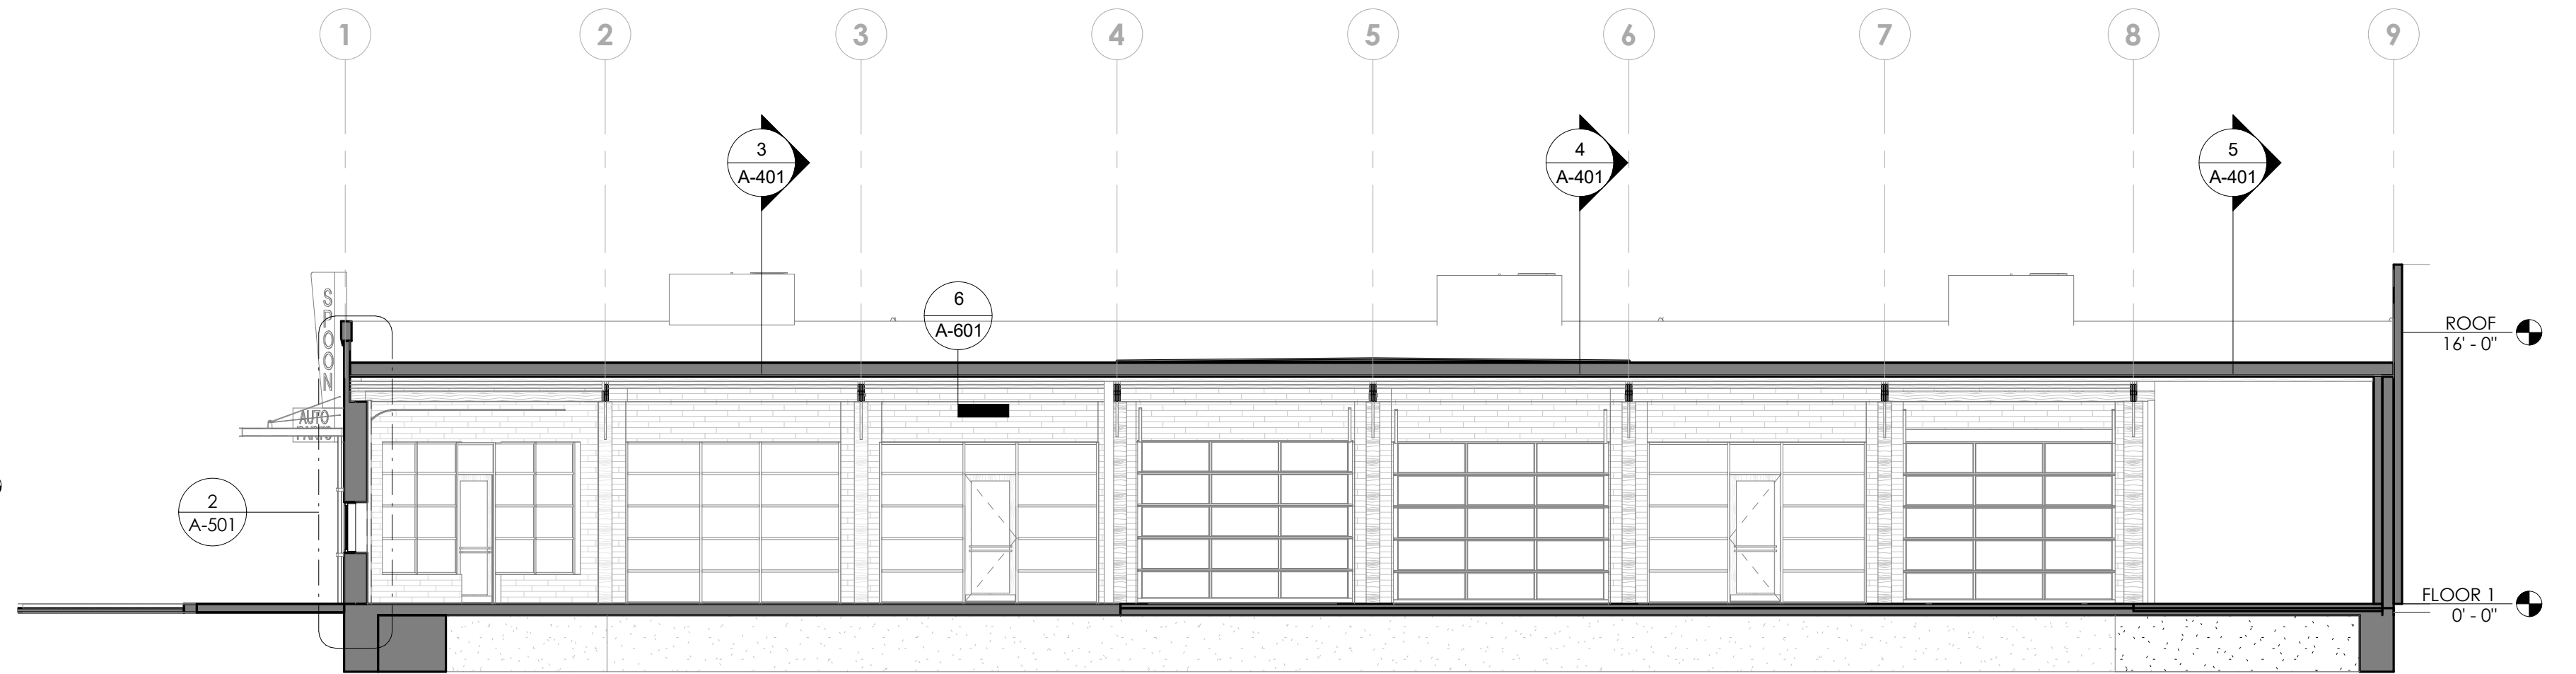 1 2 3 4 5 6 7 8 9
3
A-401
4
A-401
5
A-401
6
A-601
SPOON
AUTO
PARTS
2
A-501
ROOF
16' - 0"
FLOOR 1
0' - 0"